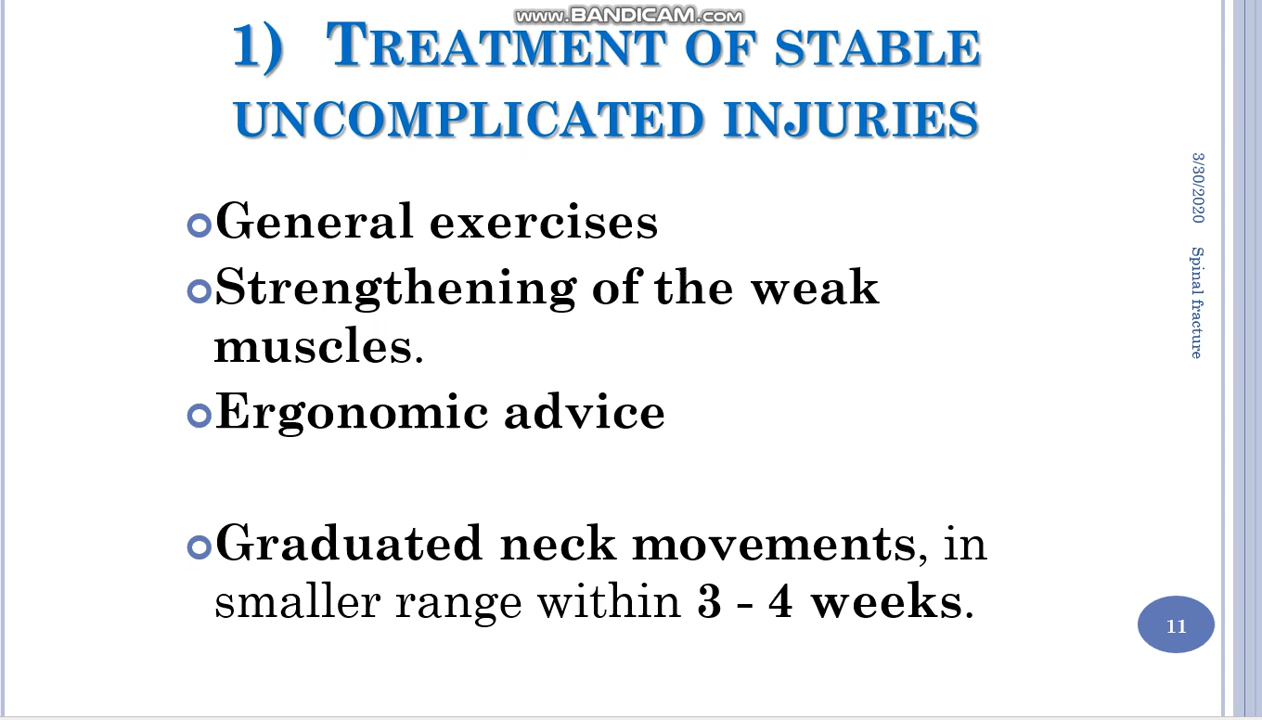 www.BANDICAM.com
1) TREATMENT OF STABLE
UNCOMPLICATED INJURIES
General exercises
Strengthening of the weak
muscles.
Ergonomic advice
Graduated neck movements, in
smaller range within 3 - 4 weeks.
3/30/2020
Spinal fracture
11